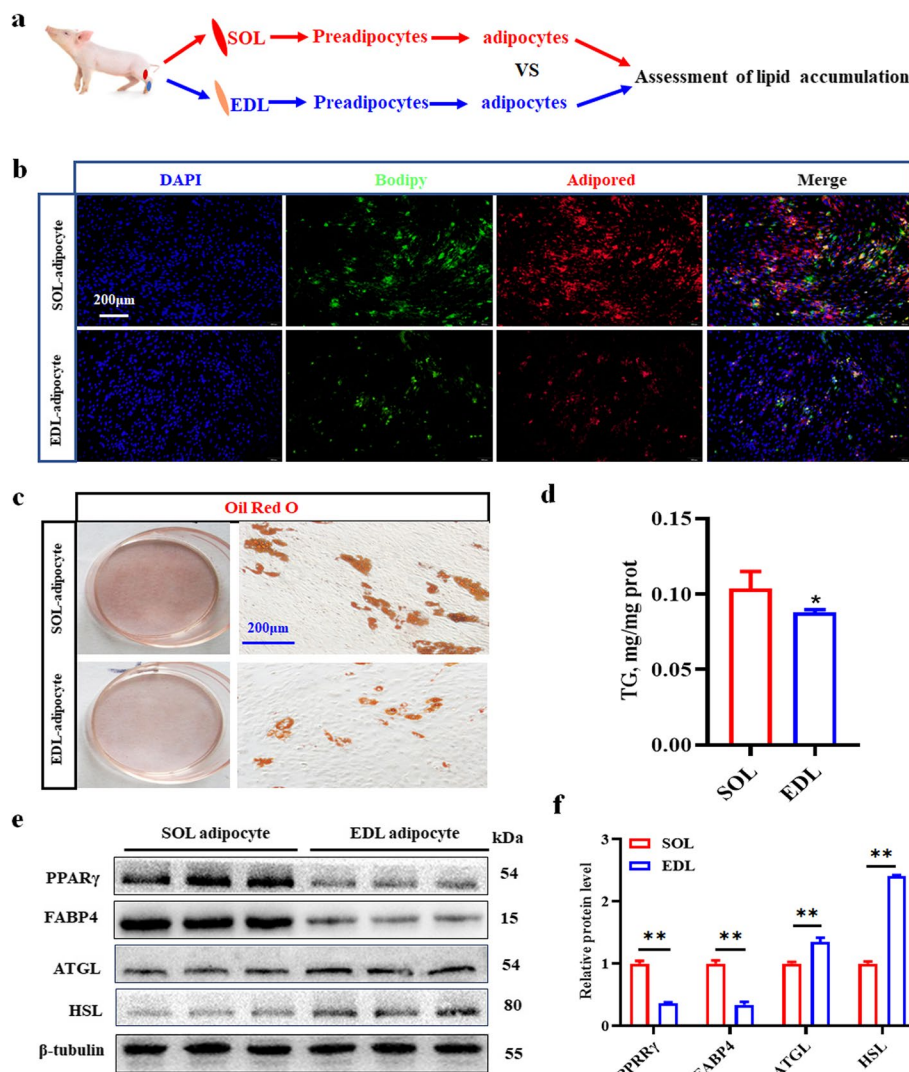 a
SOL Preadipocytes adipocytes
VS
Assessment of lipid accumulation
EDL Preadipocytes adipocytes
b
DAPI Bodipy Adipored Merge
SOL-adipocyte
200μm
EDL-adipocyte
c
Oil Red O
SOL-adipocyte
200μm
EDL-adipocyte
d
TG, mg/mg prot
0.15
0.10
0.05
0.00
*
SOL EDL
e
SOL adipocyte EDL adipocyte kDa
PPARγ 54
FABP4 15
ATGL 54
HSL 80
β-tubulin 55
f
Relative protein level
3
2
1
0
SOL
EDL
** ** ** **
PPRRγ FABP4 ATGL HSL